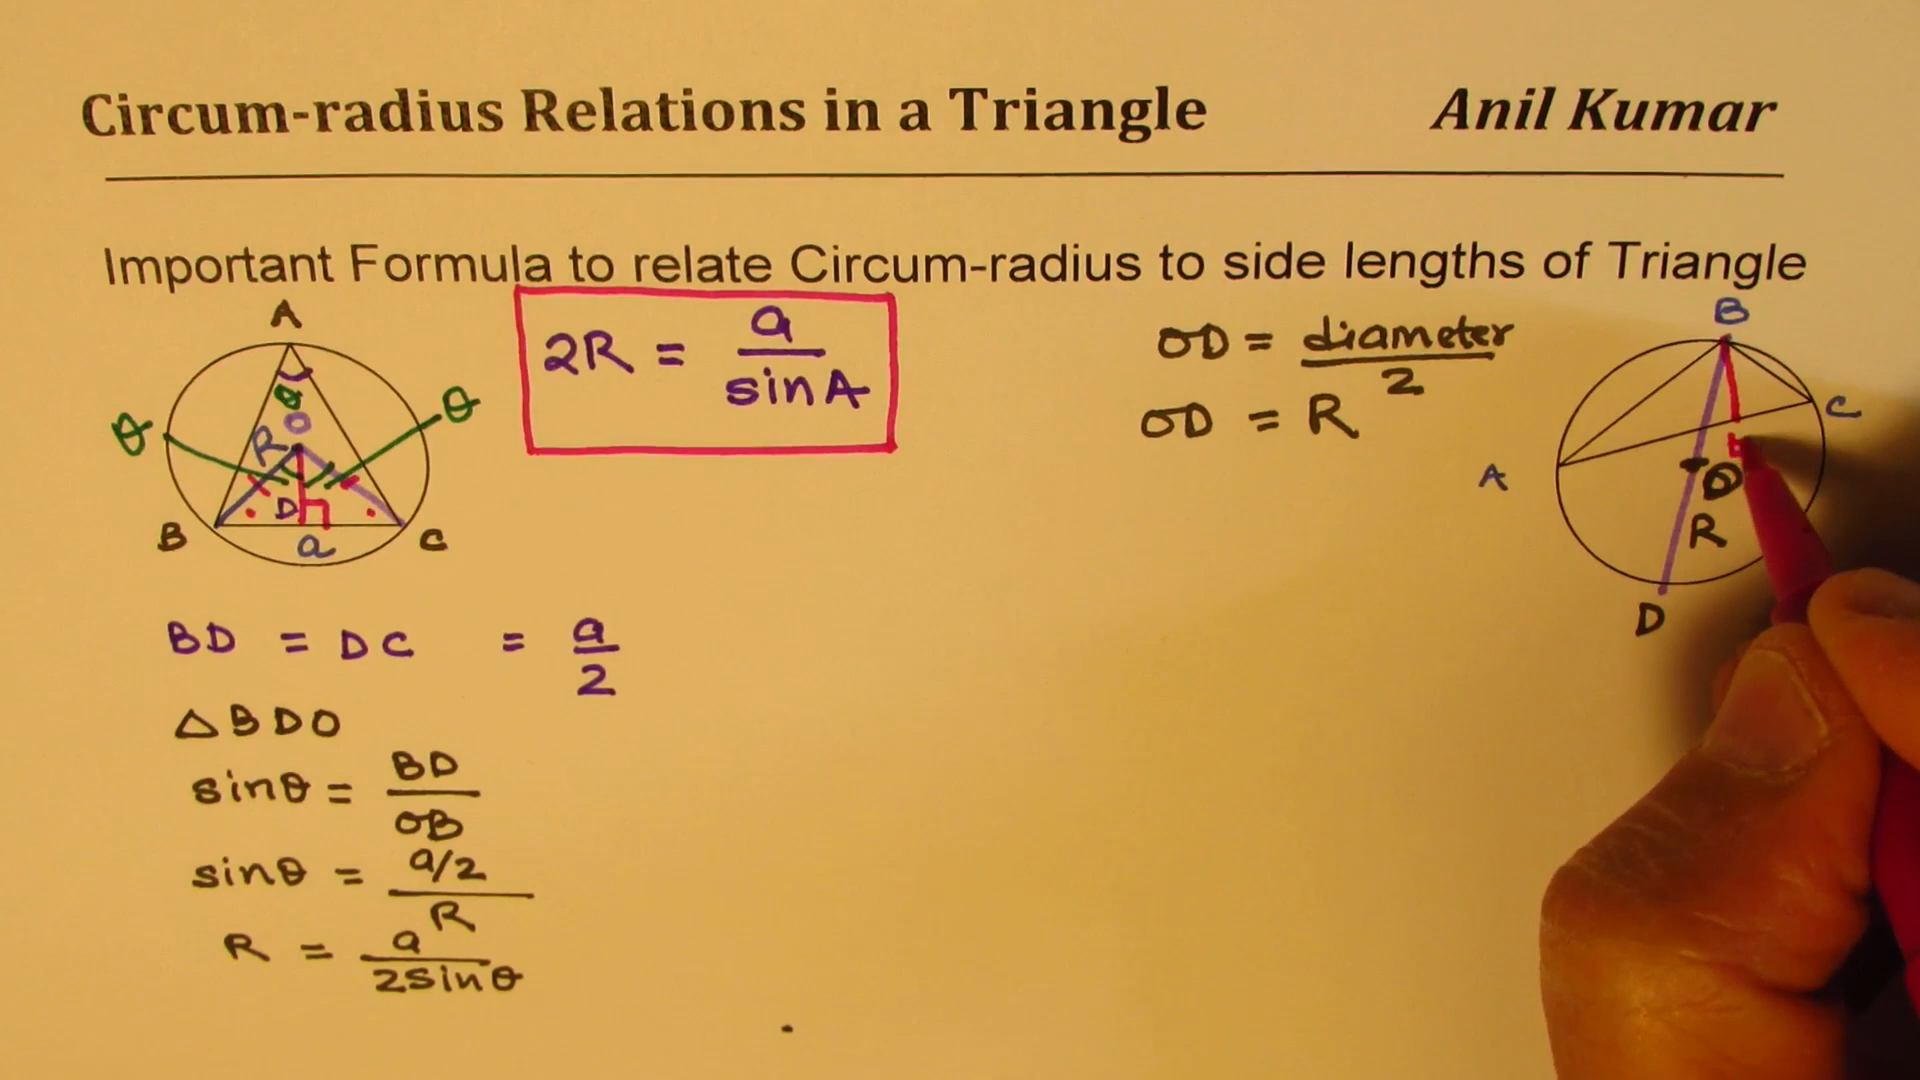 Circum-radius Relations in a Triangle Anil Kumar
Important Formula to relate Circum-radius to side lengths of Triangle
A
θ
θ
θ
O
R
D
B
a
C
2R = a / sinA
OD = diameter / 2
OD = R
B
C
A
O
R
D
BD = DC = a/2
△BDO
sinθ = BD / OB
sinθ = a/2 / R
R = a / 2sinθ